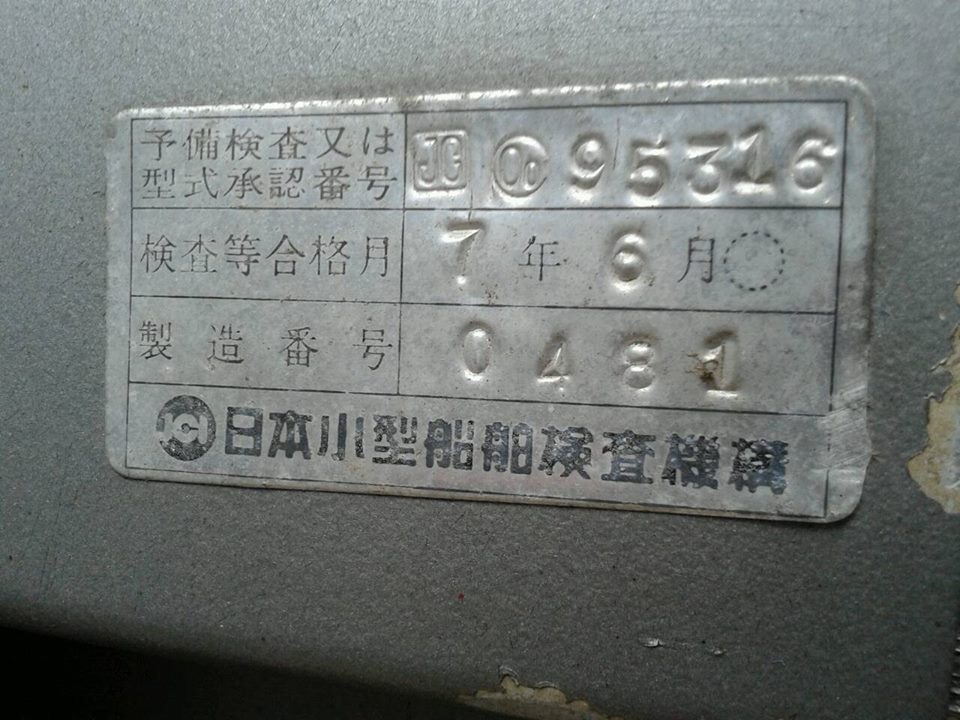 予備検査又は
型式承認番号
JG 95316
検査等合格月 7年6月
製造番号 0481
JCI 日本小型船舶検査機構